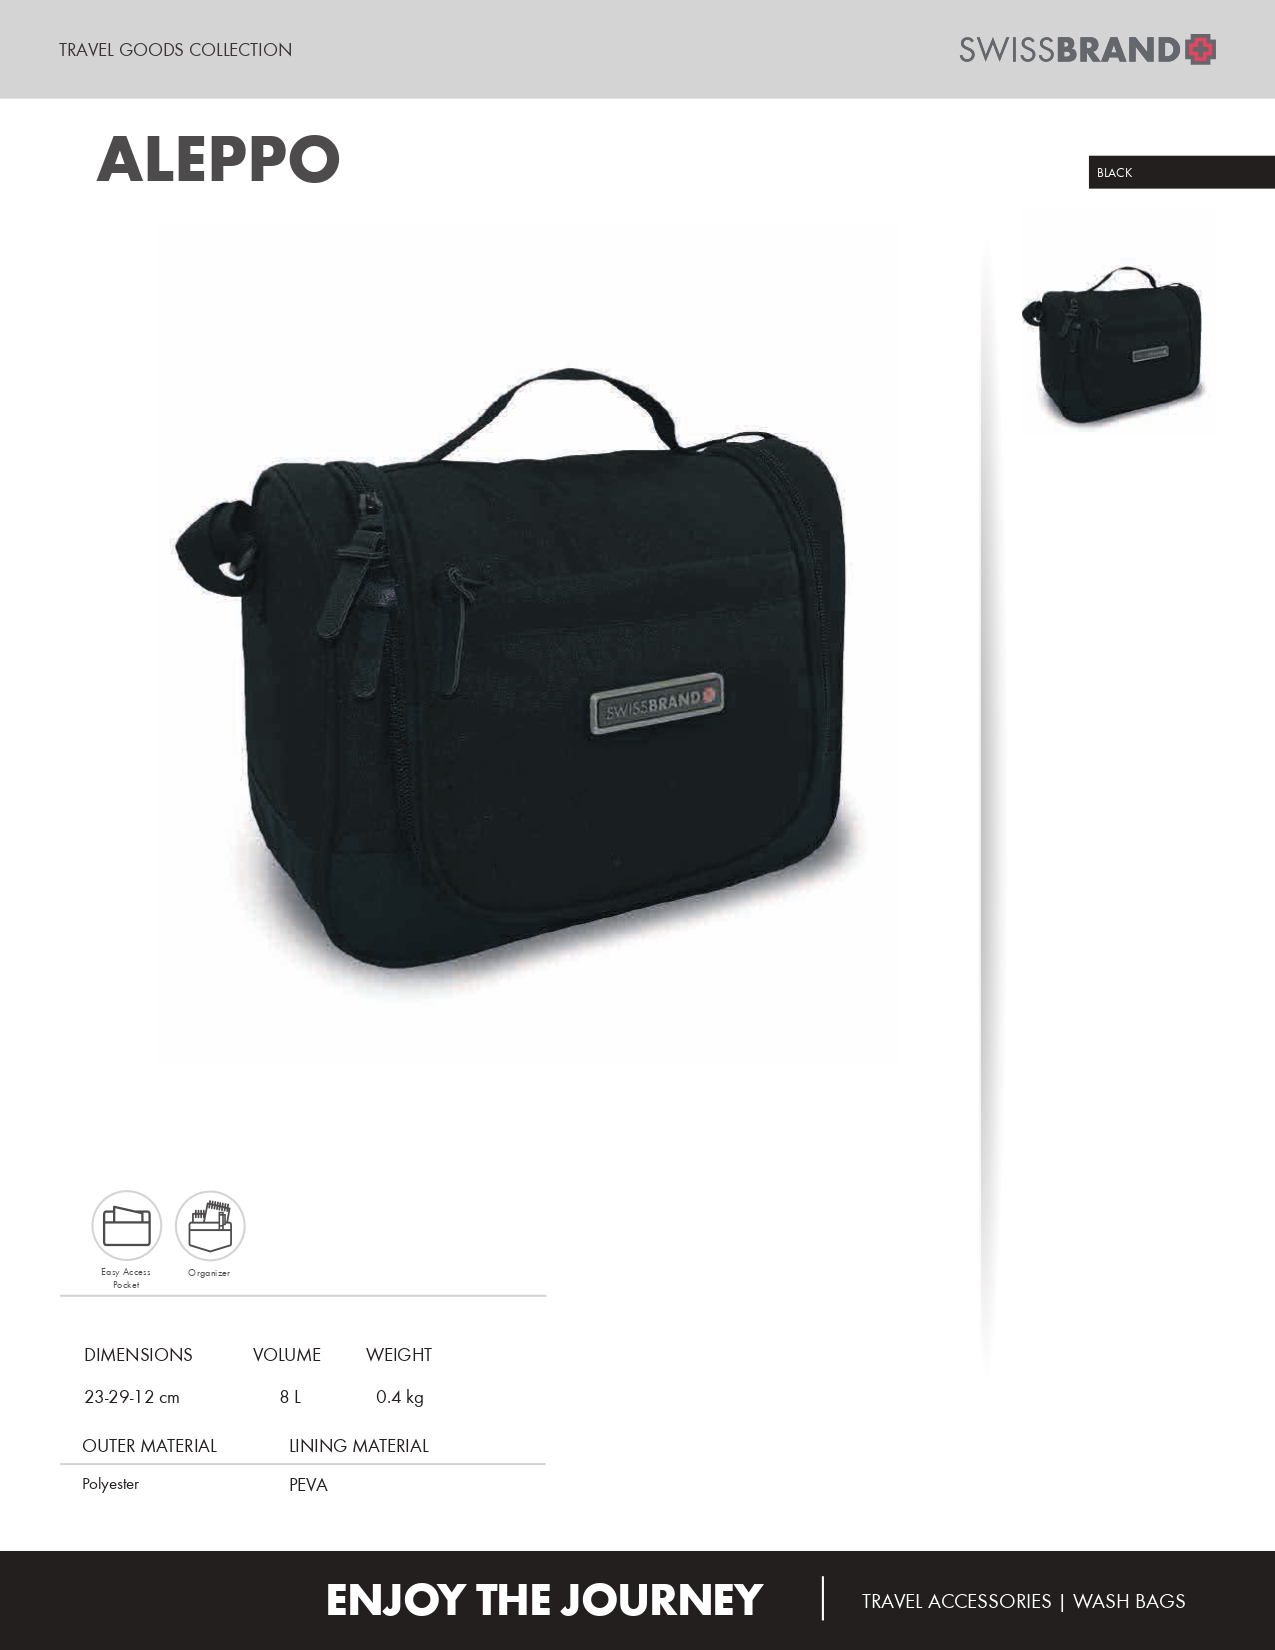 TRAVEL GOODS COLLECTION
SWISSBRAND
ALEPPO
BLACK
SWISSBRAND
Easy Access
Pocket
Organizer
DIMENSIONS VOLUME WEIGHT
23-29-12 cm 8 L 0.4 kg
OUTER MATERIAL LINING MATERIAL
Polyester PEVA
ENJOY THE JOURNEY
TRAVEL ACCESSORIES | WASH BAGS